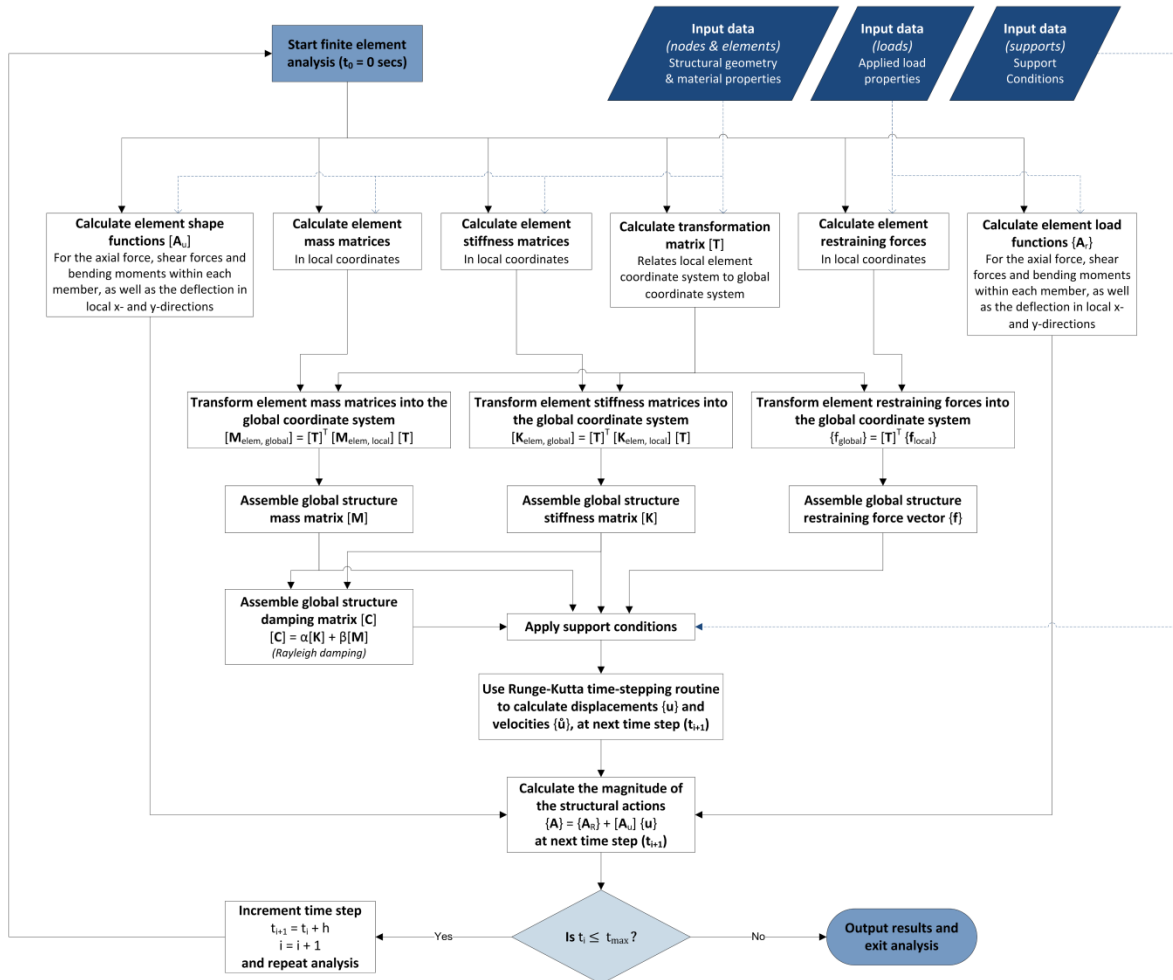 Start finite element
analysis (t₀ = 0 secs)
Input data
(nodes & elements)
Structural geometry
& material properties
Input data
(loads)
Applied load
properties
Input data
(supports)
Support
Conditions
Calculate element shape
functions [Aᵤ]
For the axial force, shear forces and
bending moments within each
member, as well as the deflection in
local x- and y-directions
Calculate element
mass matrices
In local coordinates
Calculate element
stiffness matrices
In local coordinates
Calculate transformation
matrix [T]
Relates local element
coordinate system to global
coordinate system
Calculate element
restraining forces
In local coordinates
Calculate element load
functions {Aᵣ}
For the axial force, shear
forces and bending moments
within each member, as well
as the deflection in local x-
and y-directions
Transform element mass matrices into the
global coordinate system
[M_elem, global] = [T]ᵀ [M_elem, local] [T]
Transform element stiffness matrices into
the global coordinate system
[K_elem, global] = [T]ᵀ [K_elem, local] [T]
Transform element restraining forces into
the global coordinate system
{f_global} = [T]ᵀ {f_local}
Assemble global structure
mass matrix [M]
Assemble global structure
stiffness matrix [K]
Assemble global structure
restraining force vector {f}
Assemble global structure
damping matrix [C]
[C] = α[K] + β[M]
(Rayleigh damping)
Apply support conditions
Use Runge-Kutta time-stepping routine
to calculate displacements {u} and
velocities {ů}, at next time step (tᵢ₊₁)
Calculate the magnitude of
the structural actions
{A} = {A_R} + [Aᵤ] {u}
at next time step (tᵢ₊₁)
Increment time step
tᵢ₊₁ = tᵢ + h
i = i + 1
and repeat analysis
Yes
Is tᵢ ≤ t_max?
No
Output results and
exit analysis